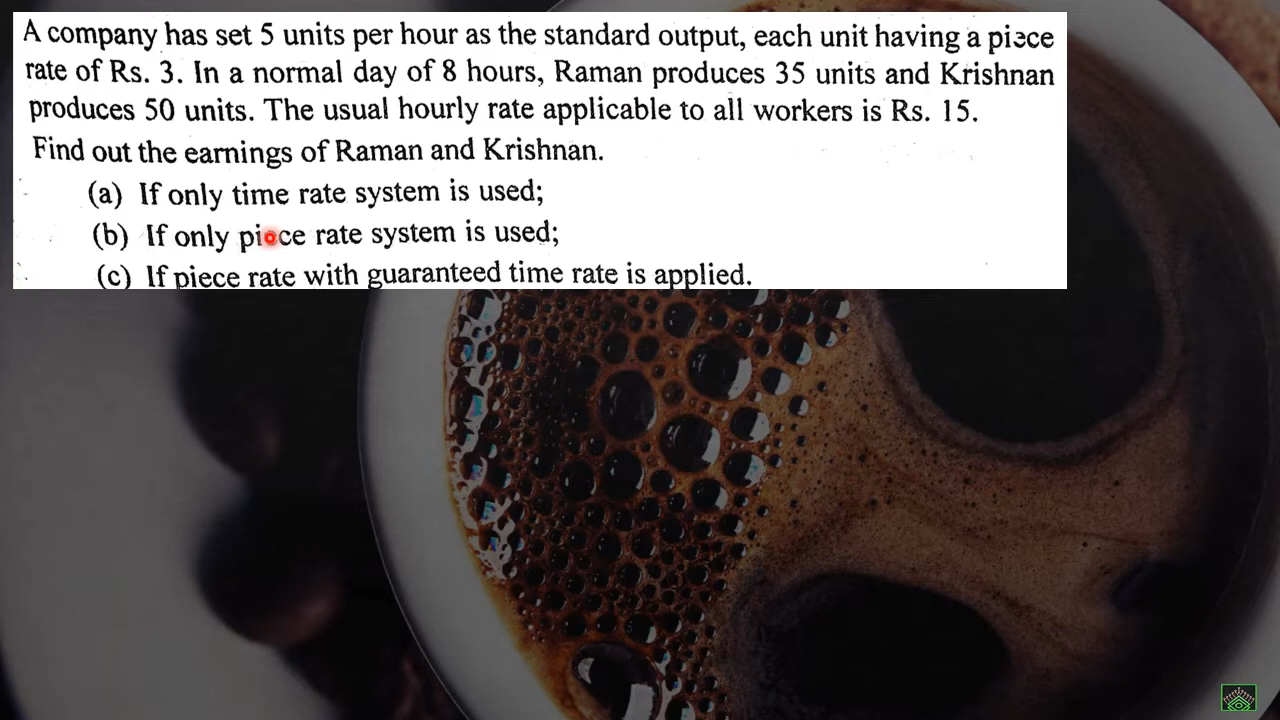 A company has set 5 units per hour as the standard output, each unit having a piece
rate of Rs. 3. In a normal day of 8 hours, Raman produces 35 units and Krishnan
produces 50 units. The usual hourly rate applicable to all workers is Rs. 15.
Find out the earnings of Raman and Krishnan.
(a) If only time rate system is used;
(b) If only piece rate system is used;
(c) If piece rate with guaranteed time rate is applied.